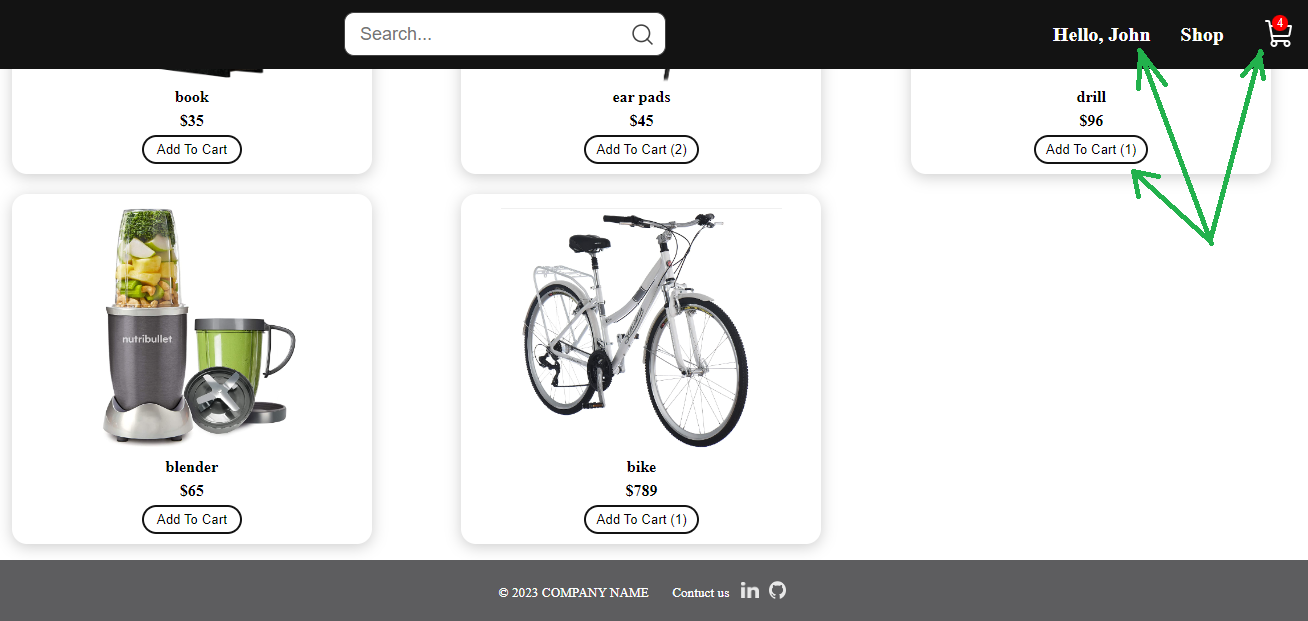 Search...
Hello, John
Shop
4
book
$35
Add To Cart
ear pads
$45
Add To Cart (2)
drill
$96
Add To Cart (1)
nutribullet
blender
$65
Add To Cart
bike
$789
Add To Cart (1)
© 2023 COMPANY NAME
Contuct us
in